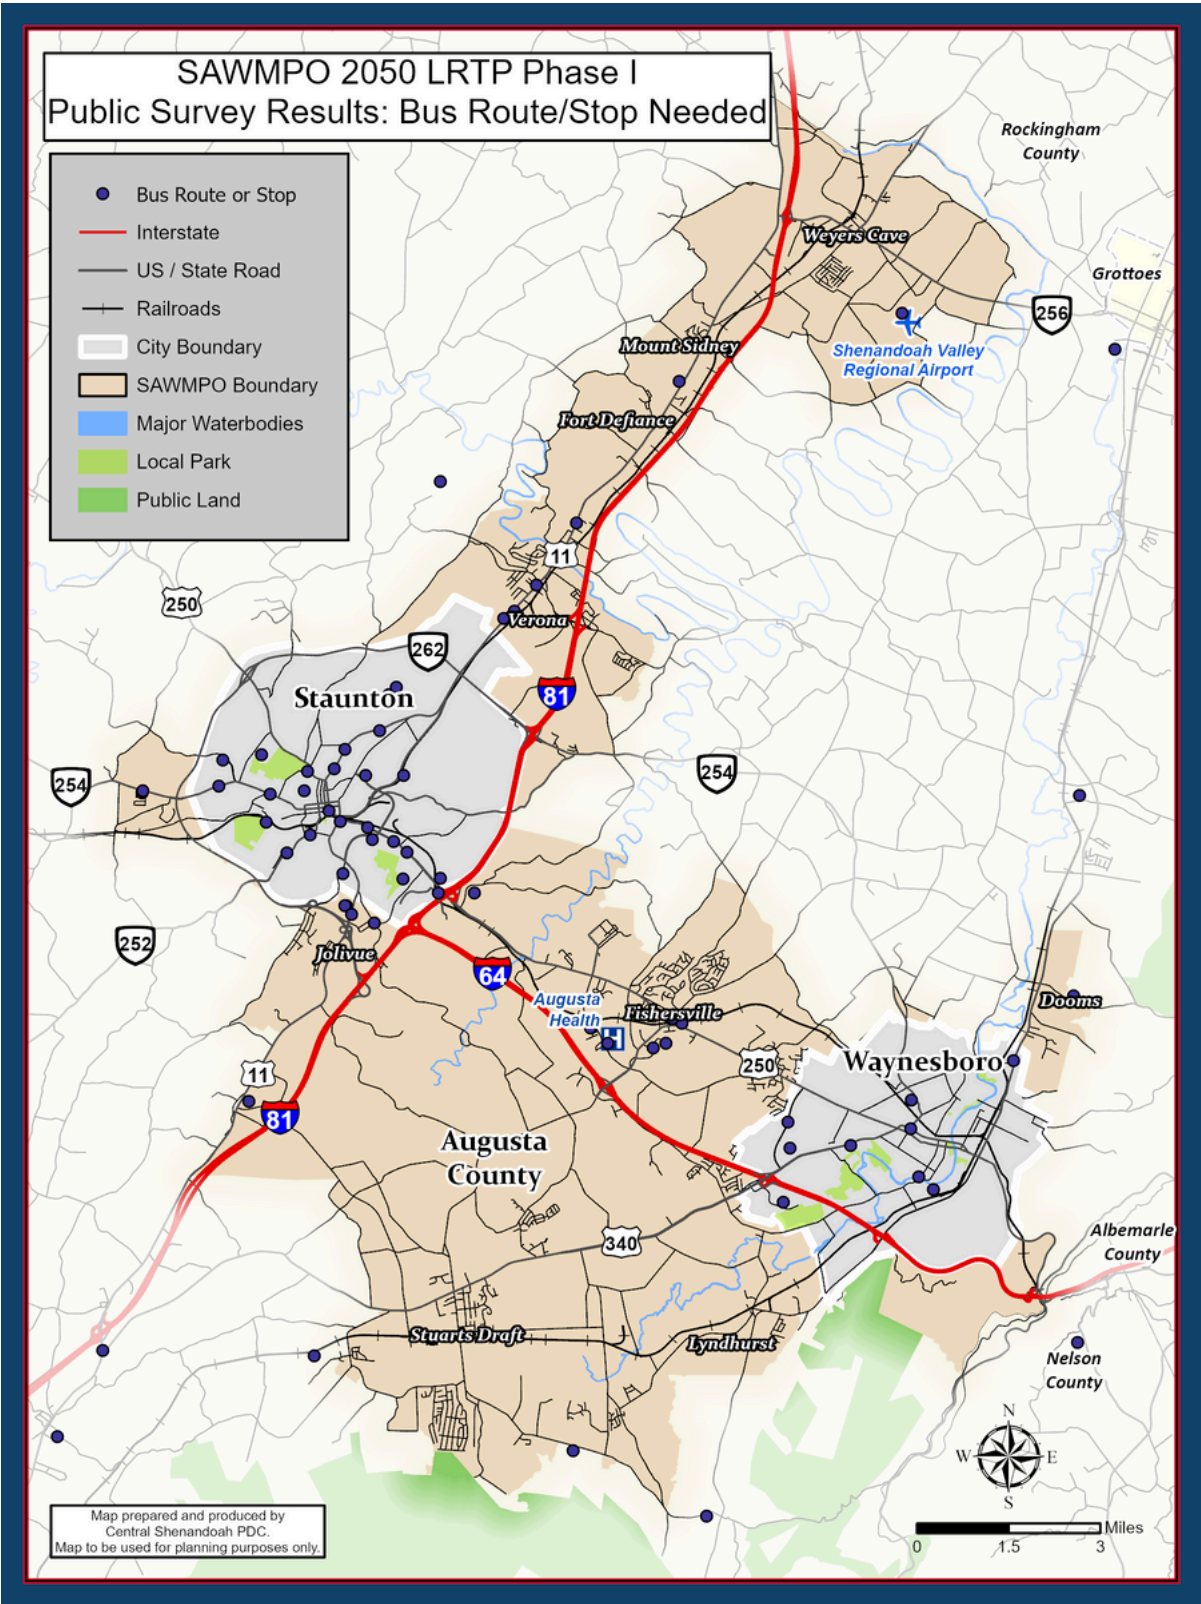 SAWMPO 2050 LRTP Phase I
Public Survey Results: Bus Route/Stop Needed
Bus Route or Stop
Interstate
US / State Road
Railroads
City Boundary
SAWMPO Boundary
Major Waterbodies
Local Park
Public Land
Rockingham
County
Weyers Cave
Grottoes
256
Shenandoah Valley
Regional Airport
Mount Sidney
Fort Defiance
11
250
Verona
262
Staunton
81
254
254
252
Jolivue
64
Augusta
Health
H
Fishersville
Dooms
250
Waynesboro
11
81
Augusta
County
340
Albemarle
County
Stuarts Draft
Lyndhurst
Nelson
County
N
W
E
S
Map prepared and produced by
Central Shenandoah PDC.
Map to be used for planning purposes only.
Miles
0
1.5
3